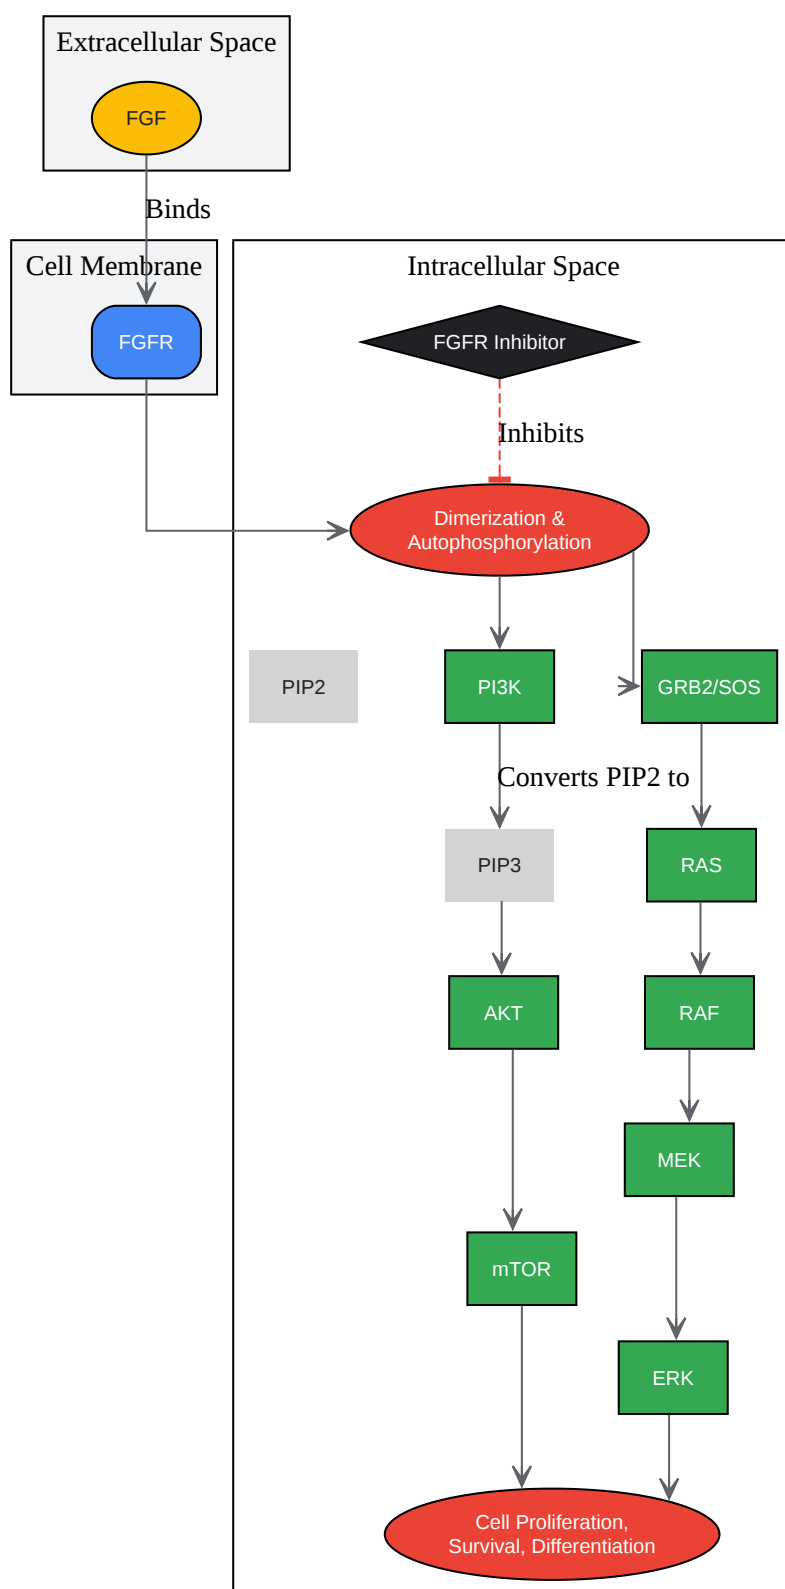 Extracellular Space
FGF
Binds
Cell Membrane
FGFR
Intracellular Space
FGFR Inhibitor
Inhibits
Dimerization &
Autophosphorylation
PIP2
PI3K
GRB2/SOS
Converts PIP2 to
PIP3
RAS
AKT
RAF
MEK
mTOR
ERK
Cell Proliferation,
Survival, Differentiation